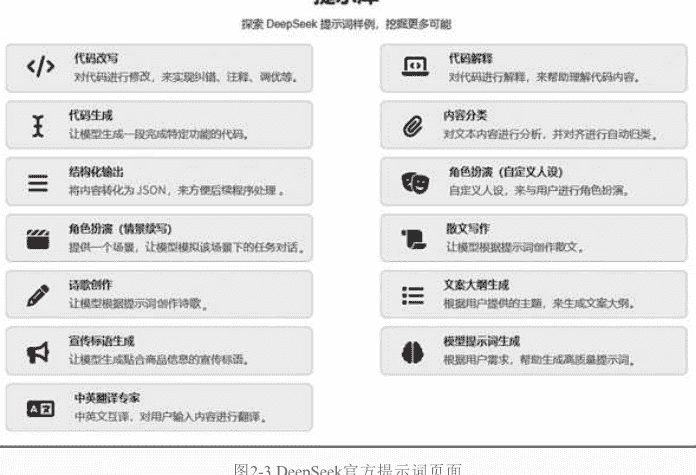 提示库
探索 DeepSeek 提示词样例，挖掘更多可能
代码改写
对代码进行修改，来实现纠错、注释、调优等。
代码解释
对代码进行解释，来帮助理解代码内容。
代码生成
让模型生成一段完成特定功能的代码。
内容分类
对文本内容进行分析，并对齐进行自动归类。
结构化输出
将内容转化为 JSON，来方便后续程序处理 。
角色扮演（自定义人设）
自定义人设，来与用户进行角色扮演。
角色扮演（情景续写）
提供一个场景，让模型模拟该场景下的任务对话。
散文写作
让模型根据提示词创作散文。
诗歌创作
让模型根据提示词创作诗歌 。
文案大纲生成
根据用户提供的主题，来生成文案大纲。
宣传标语生成
让模型生成贴合商品信息的宣传标语。
模型提示词生成
根据用户需求，帮助生成高质量提示词。
中英翻译专家
中英文互译，对用户输入内容进行翻译。
图2-3 DeepSeek官方提示词页面